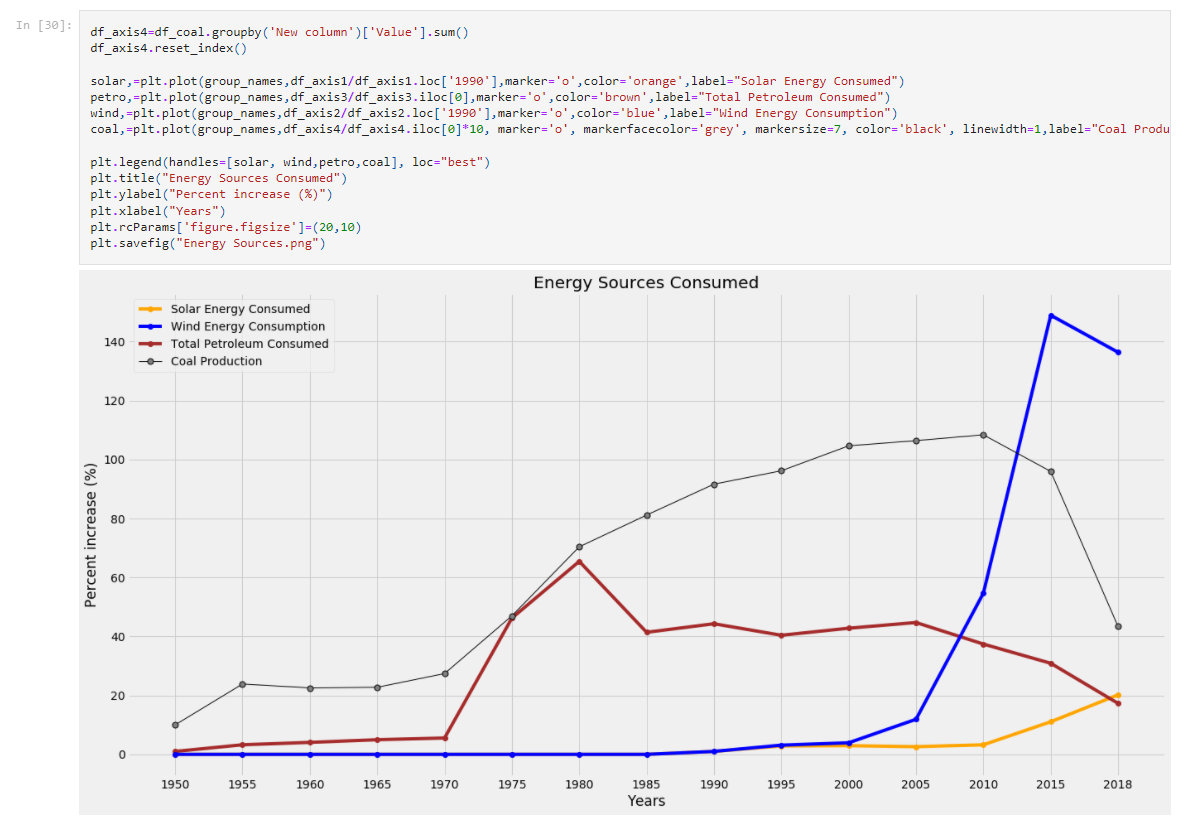 In [30]:
df_axis4=df_coal.groupby('New column')['Value'].sum()
df_axis4.reset_index()
solar,=plt.plot(group_names,df_axis1/df_axis1.loc['1990'],marker='o',color='orange',label="Solar Energy Consumed")
petro,=plt.plot(group_names,df_axis3/df_axis3.iloc[0],marker='o',color='brown',label="Total Petroleum Consumed")
wind,=plt.plot(group_names,df_axis2/df_axis2.loc['1990'],marker='o',color='blue',label="Wind Energy Consumption")
coal,=plt.plot(group_names,df_axis4/df_axis4.iloc[0]*10, marker='o', markerfacecolor='grey', markersize=7, color='black', linewidth=1,label="Coal Produ
plt.legend(handles=[solar, wind,petro,coal], loc="best")
plt.title("Energy Sources Consumed")
plt.ylabel("Percent increase (%)")
plt.xlabel("Years")
plt.rcParams['figure.figsize']=(20,10)
plt.savefig("Energy Sources.png")
Energy Sources Consumed
Solar Energy Consumed
Wind Energy Consumption
Total Petroleum Consumed
Coal Production
Percent increase (%)
140
120
100
80
60
40
20
0
1950 1955 1960 1965 1970 1975 1980 1985 1990 1995 2000 2005 2010 2015 2018
Years